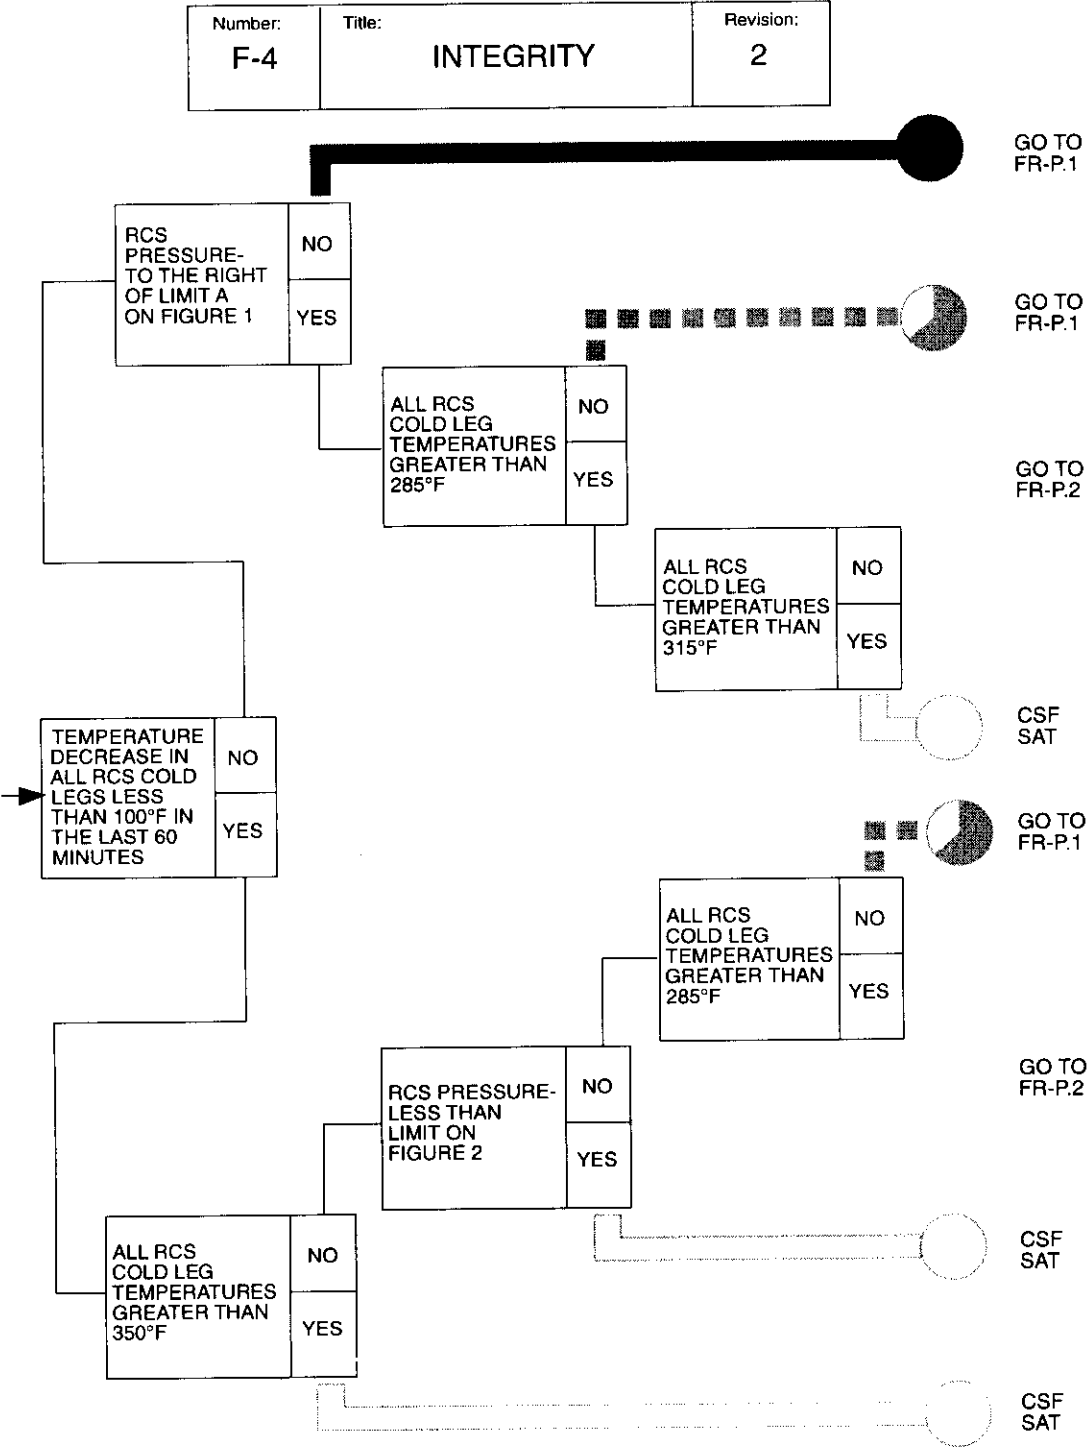 Number:
F-4
Title:
INTEGRITY
Revision:
2
GO TO
FR-P.1
RCS
PRESSURE-
TO THE RIGHT
OF LIMIT A
ON FIGURE 1
NO
YES
GO TO
FR-P.1
ALL RCS
COLD LEG
TEMPERATURES
GREATER THAN
285°F
NO
YES
GO TO
FR-P.2
ALL RCS
COLD LEG
TEMPERATURES
GREATER THAN
315°F
NO
YES
CSF
SAT
TEMPERATURE
DECREASE IN
ALL RCS COLD
LEGS LESS
THAN 100°F IN
THE LAST 60
MINUTES
NO
YES
GO TO
FR-P.1
ALL RCS
COLD LEG
TEMPERATURES
GREATER THAN
285°F
NO
YES
GO TO
FR-P.2
RCS PRESSURE-
LESS THAN
LIMIT ON
FIGURE 2
NO
YES
CSF
SAT
ALL RCS
COLD LEG
TEMPERATURES
GREATER THAN
350°F
NO
YES
CSF
SAT